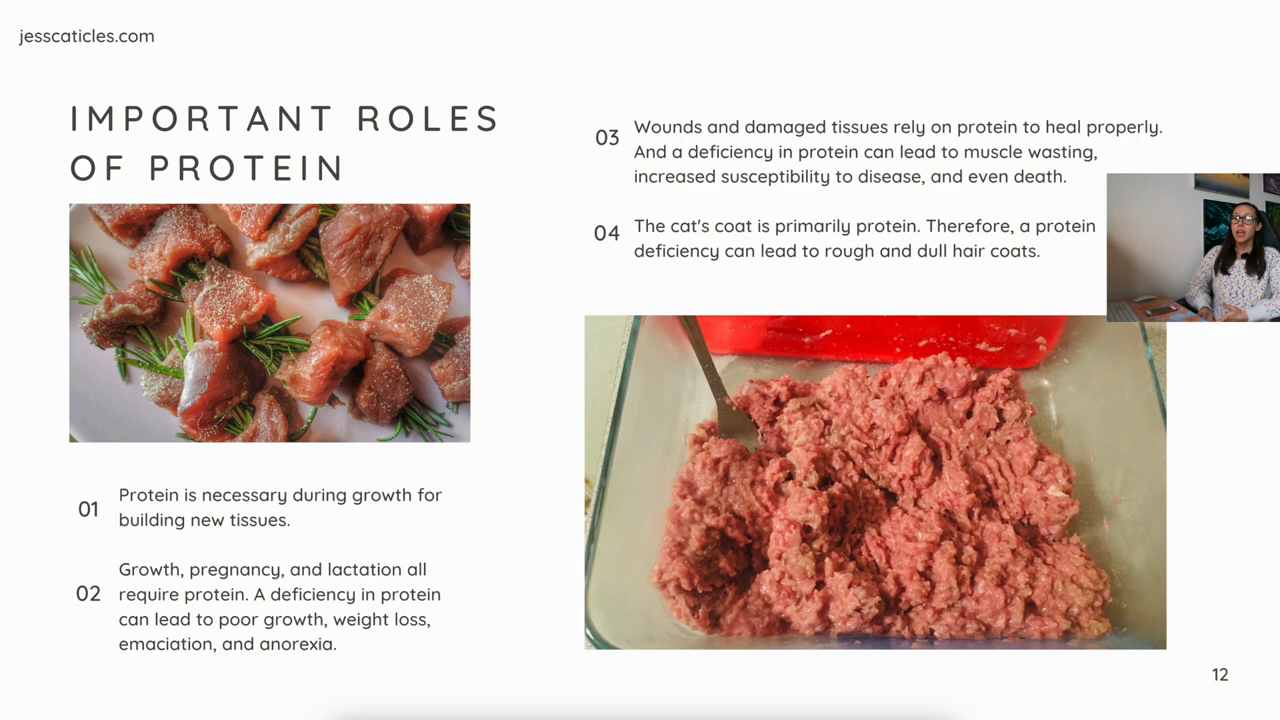 jesscaticles.com
IMPORTANT ROLES
OF PROTEIN
01
Protein is necessary during growth for
building new tissues.
02
Growth, pregnancy, and lactation all
require protein. A deficiency in protein
can lead to poor growth, weight loss,
emaciation, and anorexia.
03
Wounds and damaged tissues rely on protein to heal properly.
And a deficiency in protein can lead to muscle wasting,
increased susceptibility to disease, and even death.
04
The cat's coat is primarily protein. Therefore, a protein
deficiency can lead to rough and dull hair coats.
12